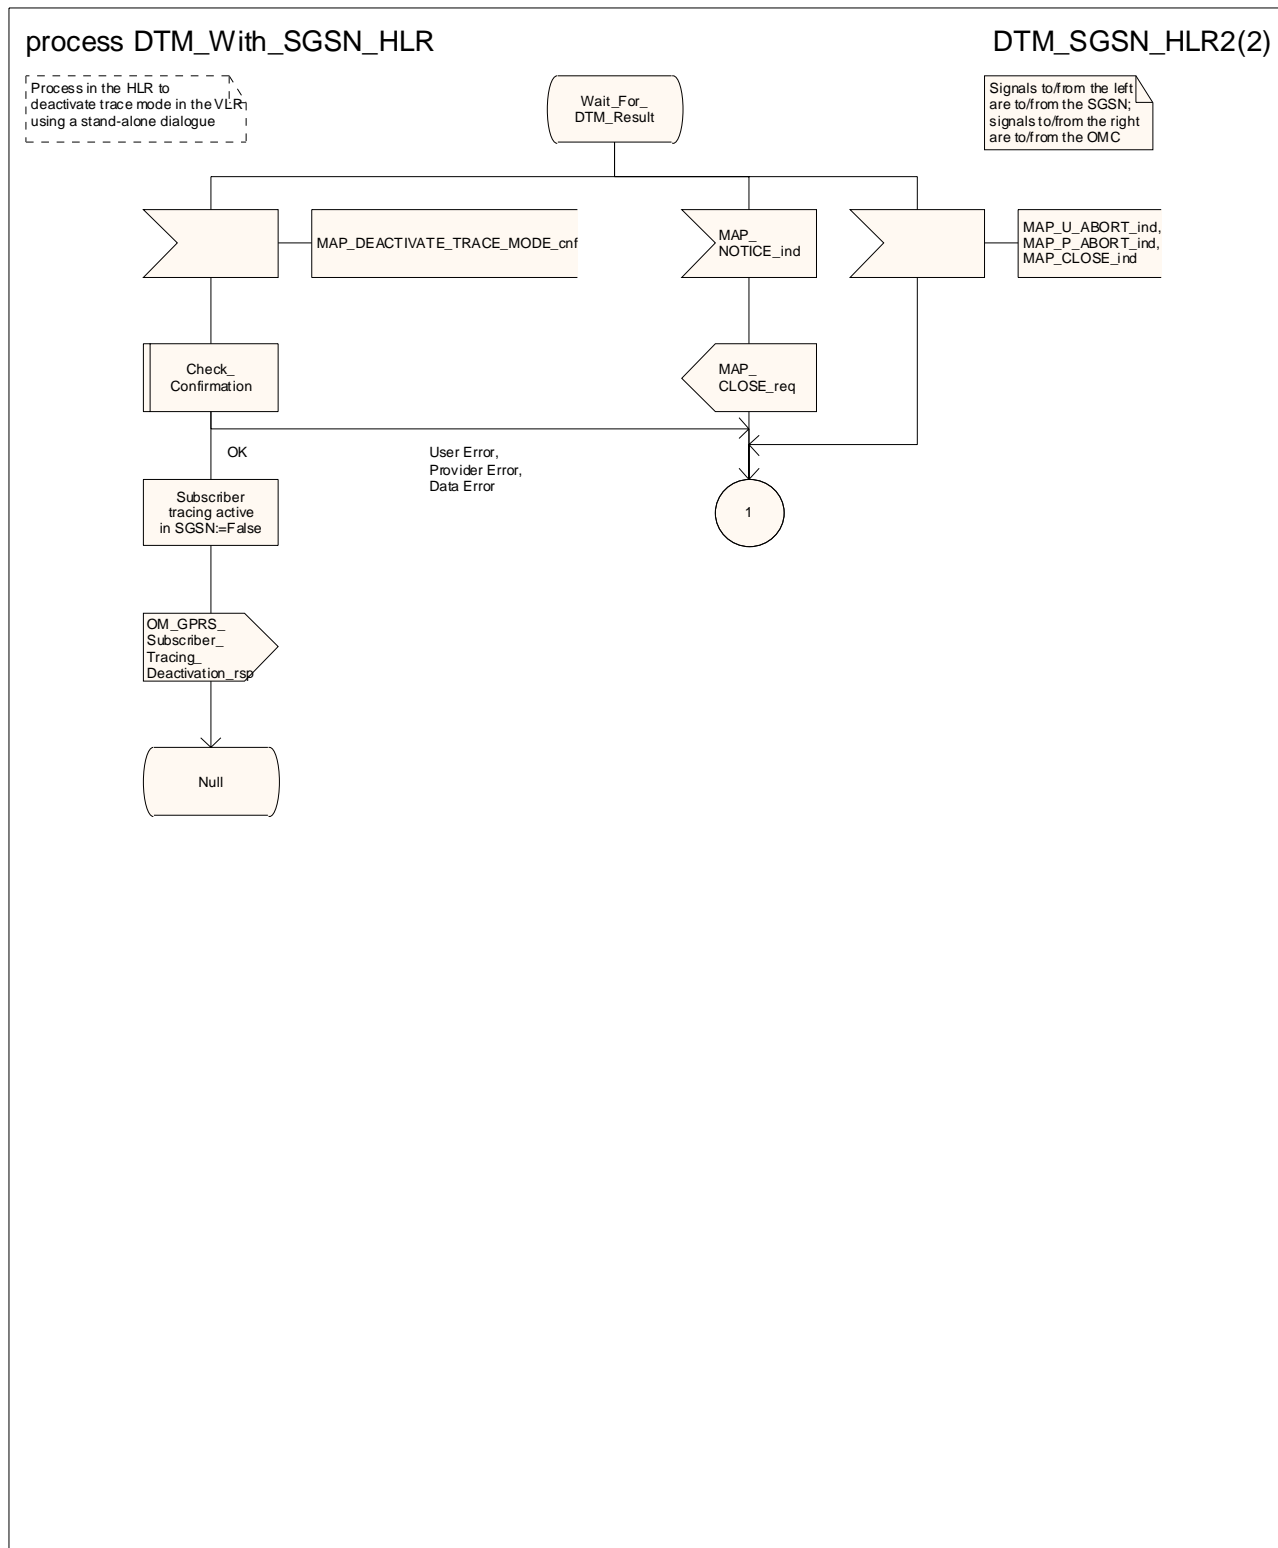 process DTM_With_SGSN_HLR
DTM_SGSN_HLR2(2)
Process in the HLR to
deactivate trace mode in the VLR
using a stand-alone dialogue
Wait_For_
DTM_Result
Signals to/from the left
are to/from the SGSN;
signals to/from the right
are to/from the OMC
MAP_DEACTIVATE_TRACE_MODE_cnf
MAP_
NOTICE_ind
MAP_U_ABORT_ind,
MAP_P_ABORT_ind,
MAP_CLOSE_ind
Check_
Confirmation
MAP_
CLOSE_req
OK
User Error,
Provider Error,
Data Error
Subscriber
tracing active
in SGSN:=False
1
OM_GPRS_
Subscriber_
Tracing_
Deactivation_rsp
Null